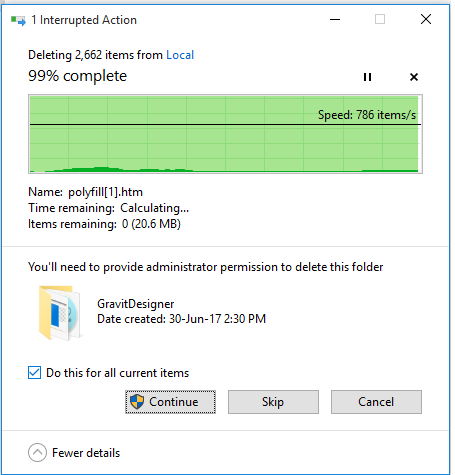 1 Interrupted Action
Deleting 2,662 items from Local
99% complete
Speed: 786 items/s
Name: polyfill[1].htm
Time remaining: Calculating...
Items remaining: 0 (20.6 MB)
You'll need to provide administrator permission to delete this folder
GravitDesigner
Date created: 30-Jun-17 2:30 PM
Do this for all current items
Continue
Skip
Cancel
Fewer details